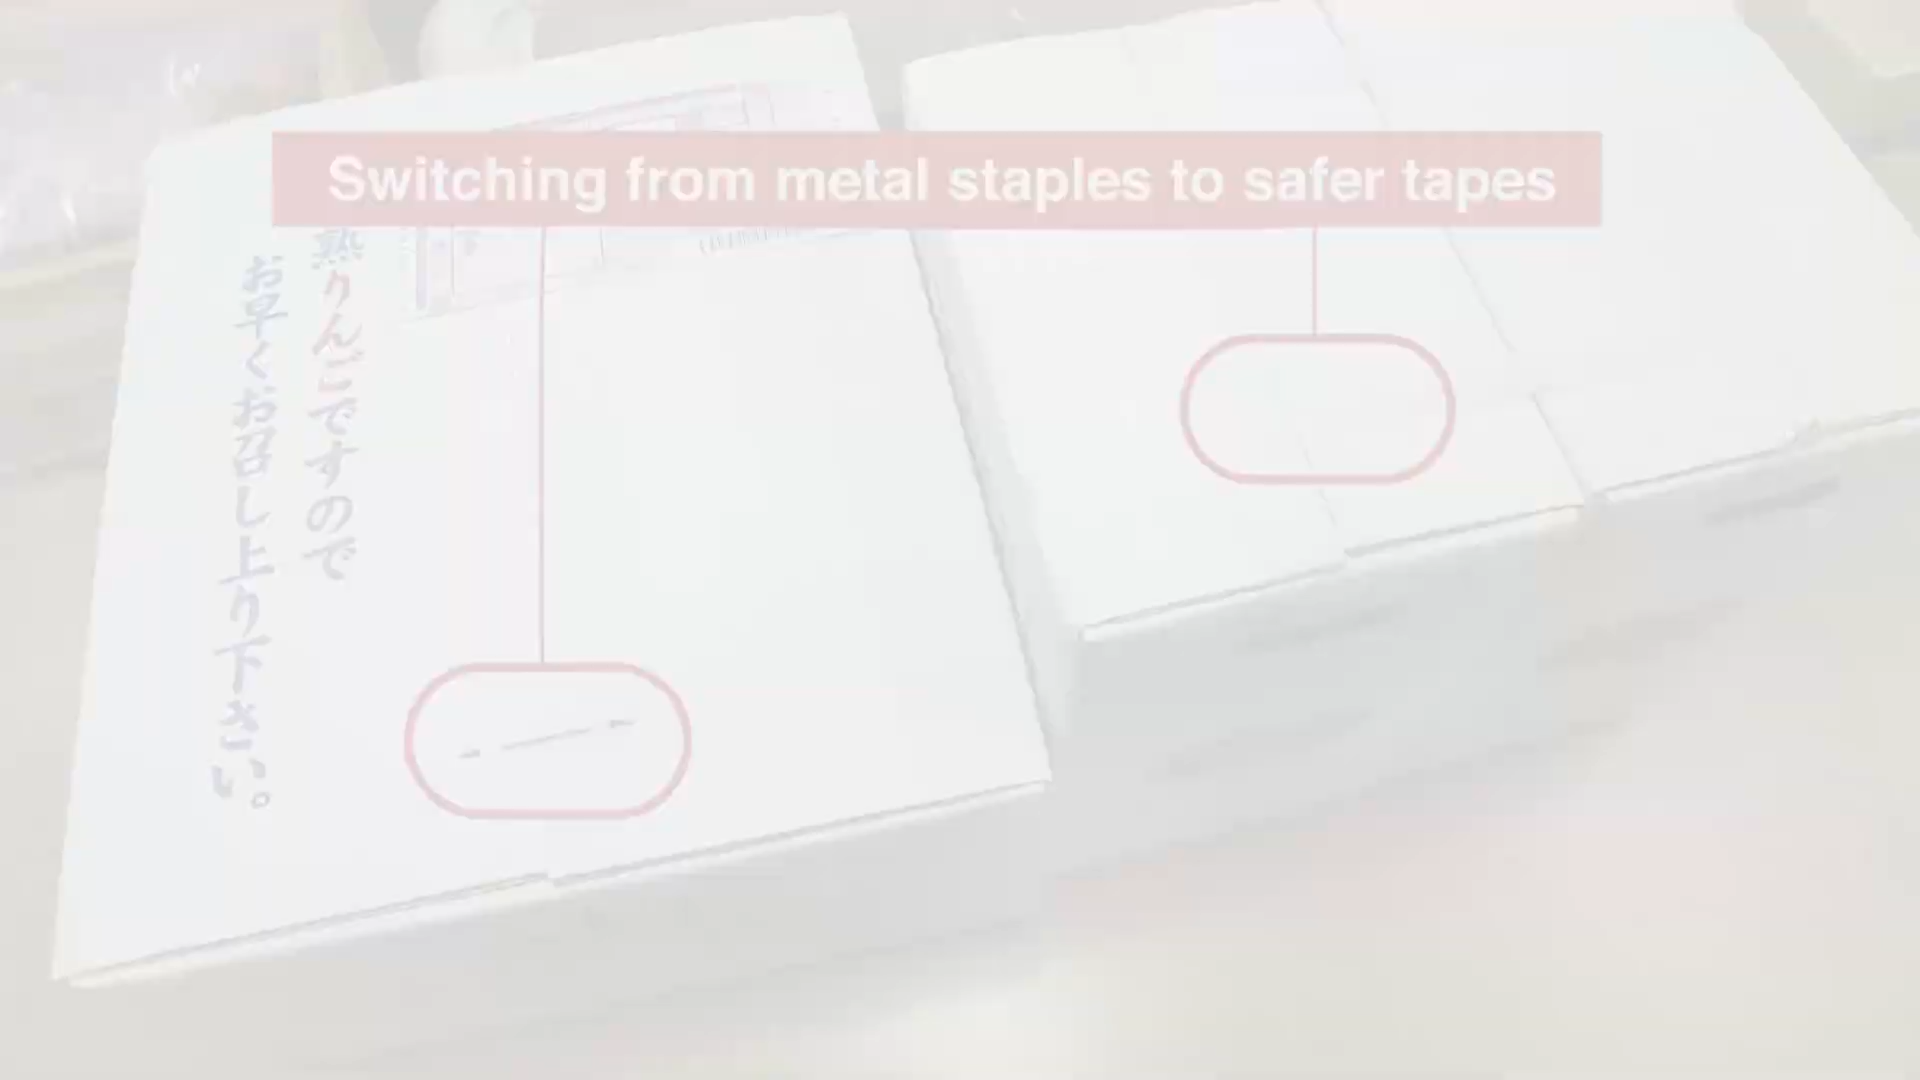 Switching from metal staples to safer tapes
熟りんごですので
お早くお召し上り下さい。